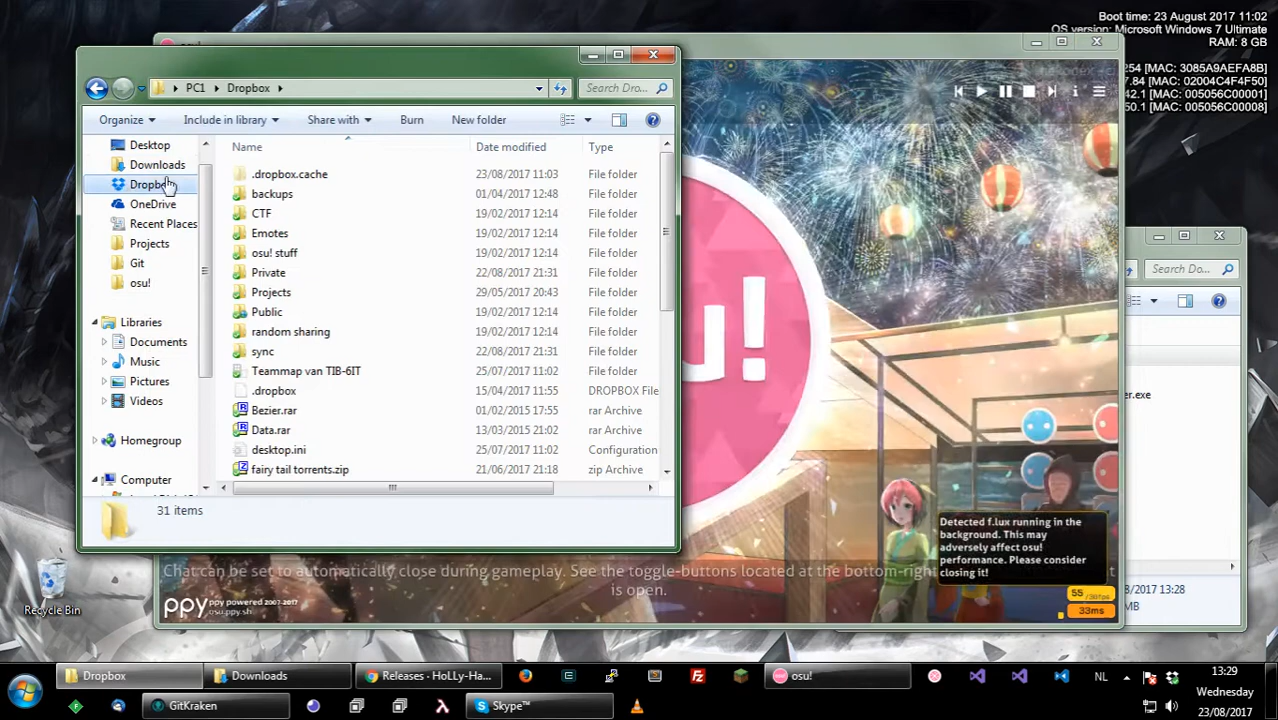 Boot time: 23 August 2017 11:02
OS version: Microsoft Windows 7 Ultimate
RAM: 8 GB
254 [MAC: 3085A9AEFA8B]
254 [MAC: 02004C4F4F50]
42.1 [MAC: 005056C00001]
50.1 [MAC: 005056C00008]
PC1
Dropbox
Search Dro...
Organize
Include in library
Share with
Burn
New folder
Desktop
Downloads
Dropbox
OneDrive
Recent Places
Projects
Git
osu!
Libraries
Documents
Music
Pictures
Videos
Homegroup
Computer
Name Date modified Type
.dropbox.cache 23/08/2017 11:03 File folder
backups 01/04/2017 12:48 File folder
CTF 19/02/2017 12:14 File folder
Emotes 19/02/2017 12:14 File folder
osu! stuff 19/02/2017 12:14 File folder
Private 22/08/2017 21:31 File folder
Projects 29/05/2017 20:43 File folder
Public 19/02/2017 12:14 File folder
random sharing 19/02/2017 12:14 File folder
sync 22/08/2017 21:31 File folder
Teammap van TIB-6IT 25/07/2017 11:02 File folder
.dropbox 15/04/2017 11:55 DROPBOX File
Bezier.rar 01/02/2015 17:55 rar Archive
Data.rar 13/03/2015 21:02 rar Archive
desktop.ini 25/07/2017 11:02 Configuration
fairy tail torrents.zip 21/06/2017 21:18 zip Archive
31 items
u!
Search Do...
er.exe
/2017 13:28
MB
Detected f.lux running in the
background. This may
adversely affect osu!
performance. Please consider
closing it!
Chat can be set to automatically close during gameplay. See the toggle-buttons located at the bottom-right
is open.
ppy powered 2007-2017
osu.ppy.sh
33ms
Recycle Bin
Dropbox
Downloads
Releases · HoLLy-Ha...
osu!
NL
13:29
Wednesday
23/08/2017
GitKraken
Skype™